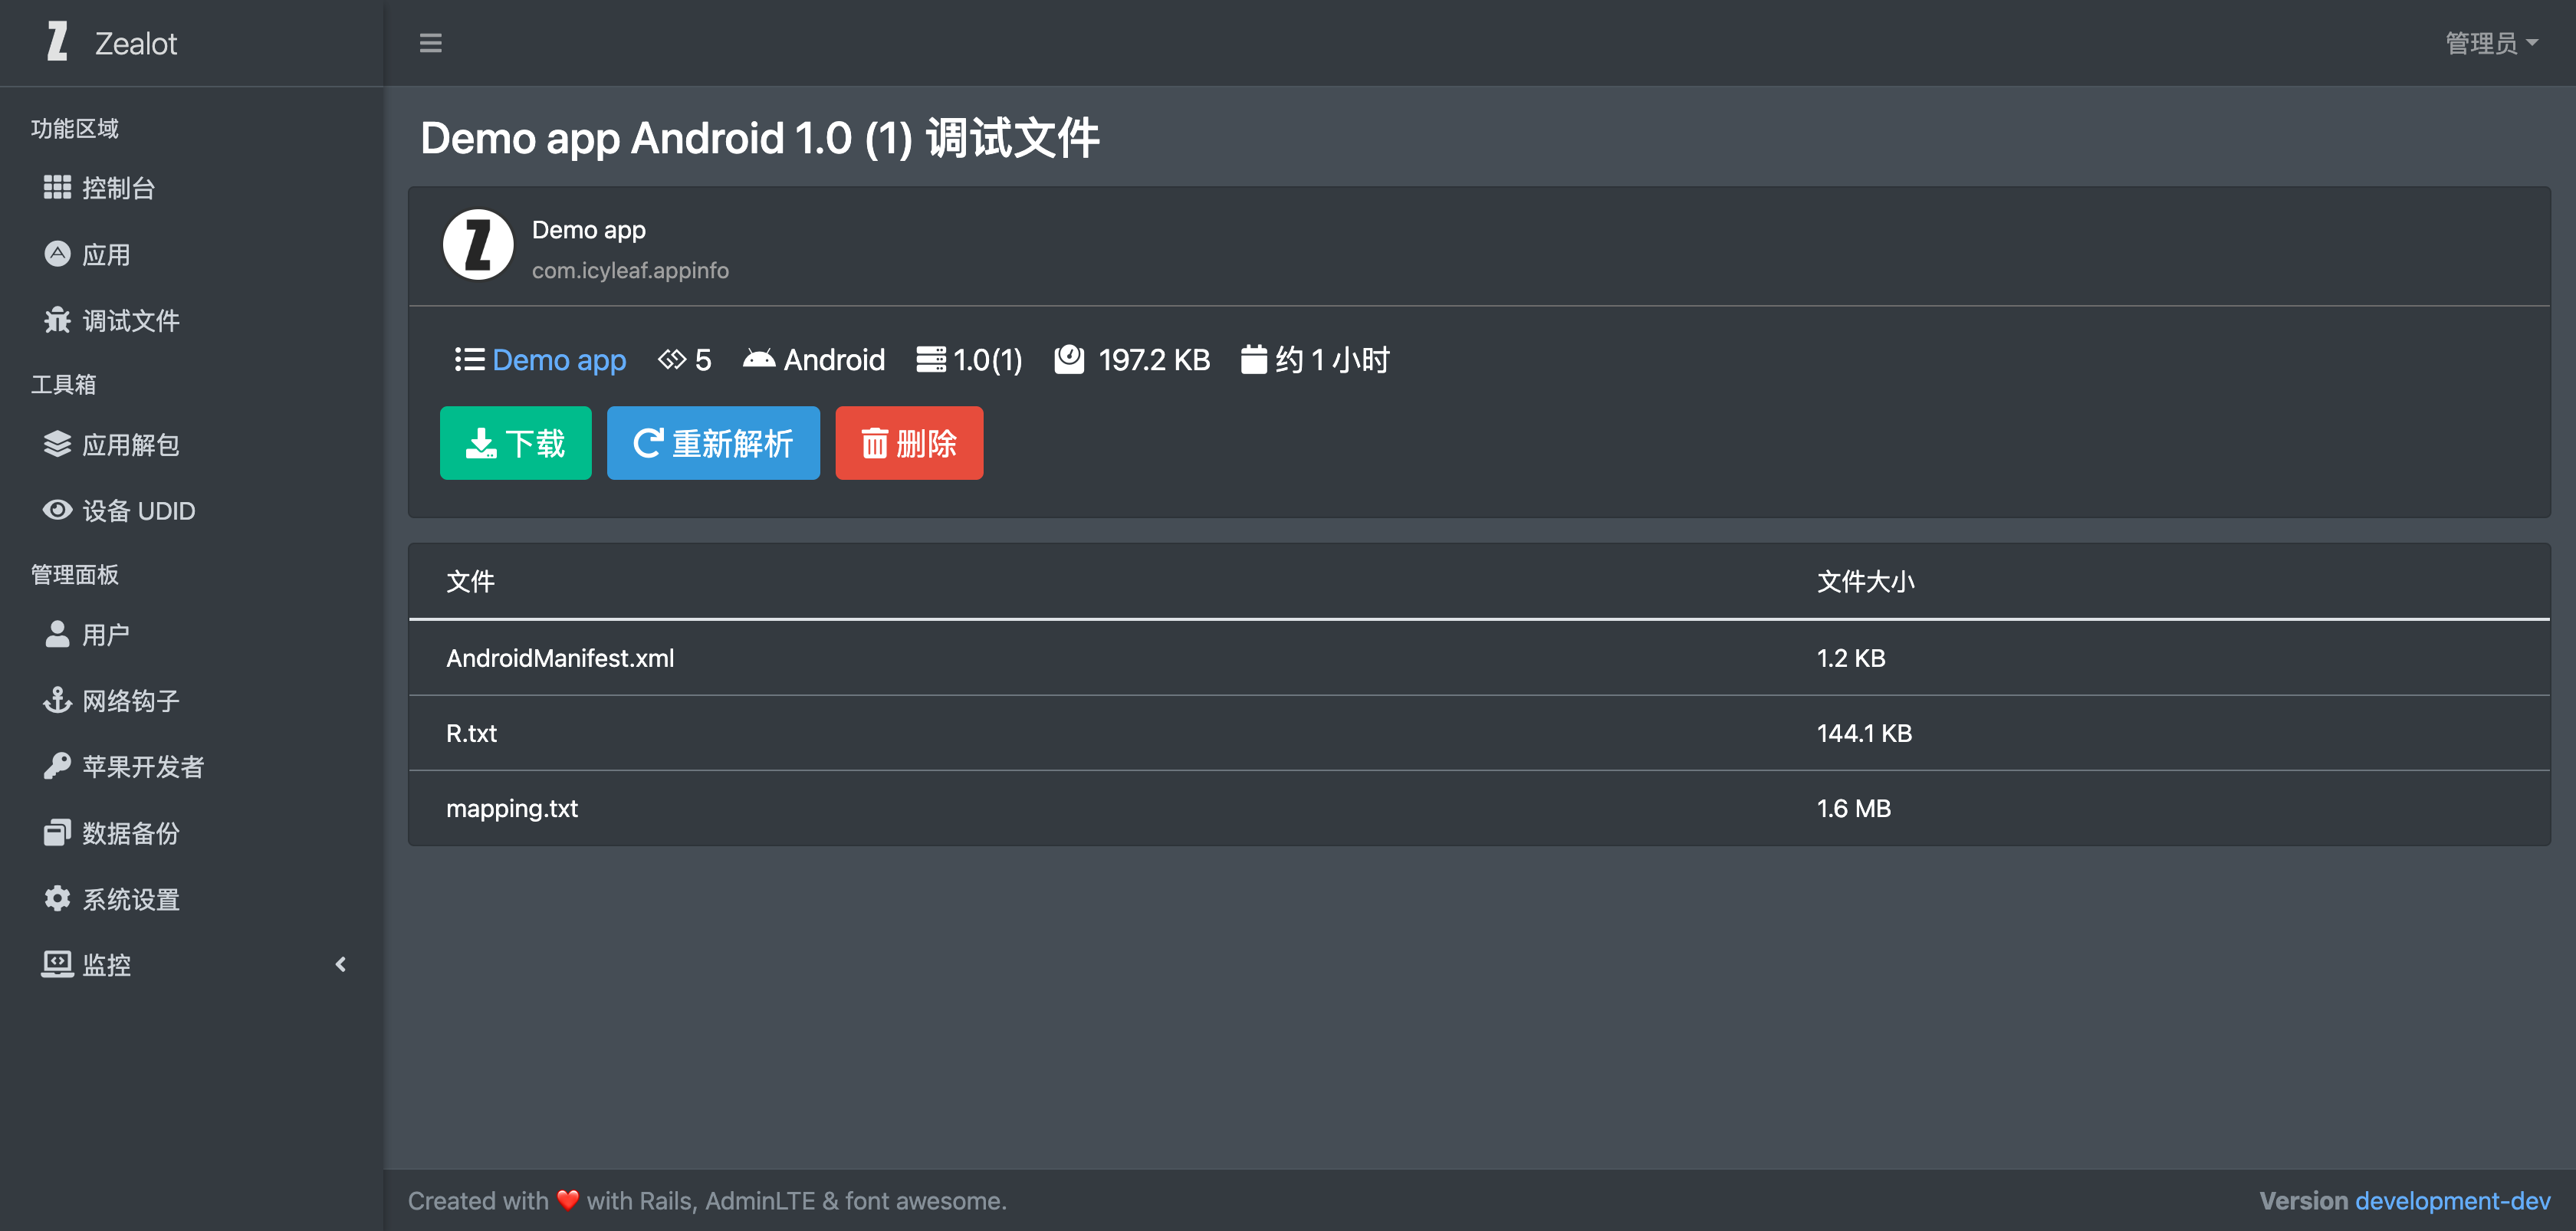 Zealot
管理员
功能区域
控制台
应用
调试文件
工具箱
应用解包
设备 UDID
管理面板
用户
网络钩子
苹果开发者
数据备份
系统设置
监控
Demo app Android 1.0 (1) 调试文件
Demo app
com.icyleaf.appinfo
Demo app 5 Android 1.0(1) 197.2 KB 约 1 小时
下载 重新解析 删除
文件 文件大小
AndroidManifest.xml 1.2 KB
R.txt 144.1 KB
mapping.txt 1.6 MB
Created with ❤️ with Rails, AdminLTE & font awesome.
Version development-dev